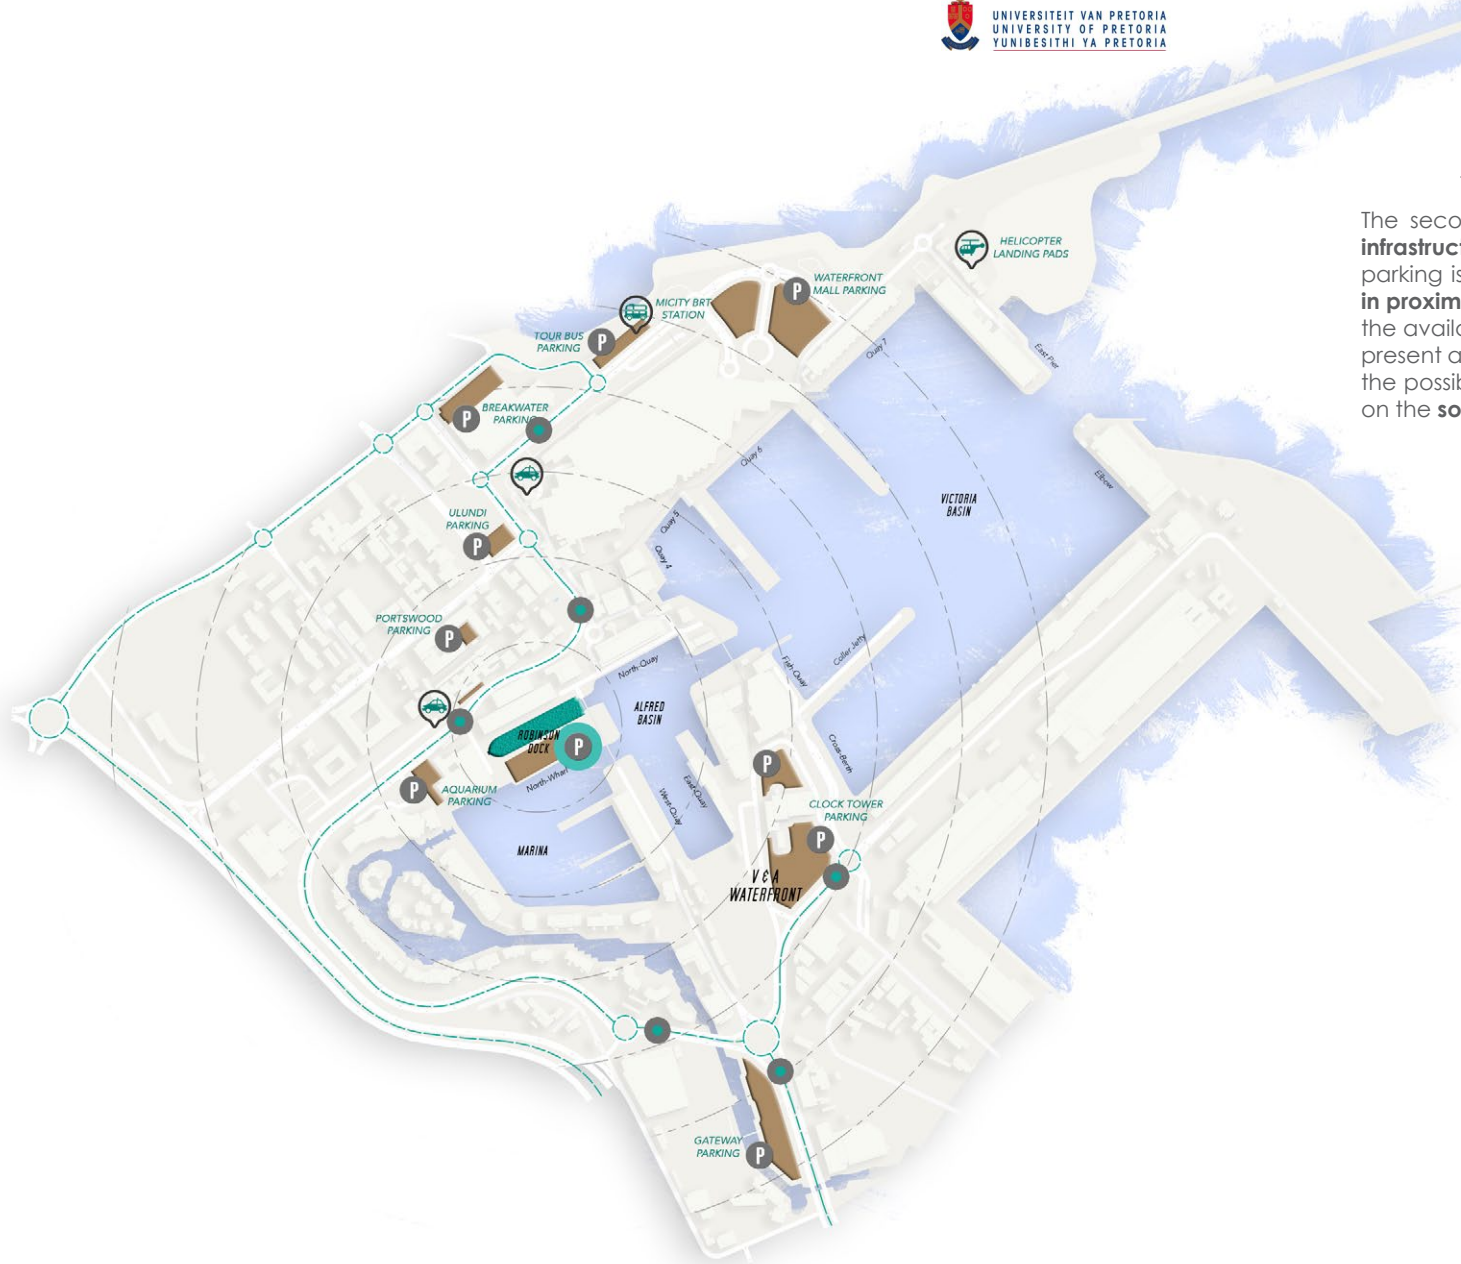 UNIVERSITEIT VAN PRETORIA
UNIVERSITY OF PRETORIA
YUNIBESITHI YA PRETORIA
The seco
infrastruct
parking is
in proxim
the availa
present a
the possib
on the so
HELICOPTER
LANDING PADS
WATERFRONT
MALL PARKING
P
MICITY BRT
STATION
TOUR BUS
PARKING
P
Quay 7
East Pier
BREAKWATER
PARKING
P
Quay 6
Elbow
VICTORIA
BASIN
ULUNDI
PARKING
P
Quay 5
Quay 4
PORTSWOOD
PARKING
P
North-Quay
Fish-Quay
Collier Jetty
ALFRED
BASIN
ROBINSON
DOCK
P
North-Wharf
Cross-Berth
P
AQUARIUM
PARKING
P
West-Quay
East-Quay
CLOCK TOWER
PARKING
P
MARINA
V & A
WATERFRONT
GATEWAY
PARKING
P